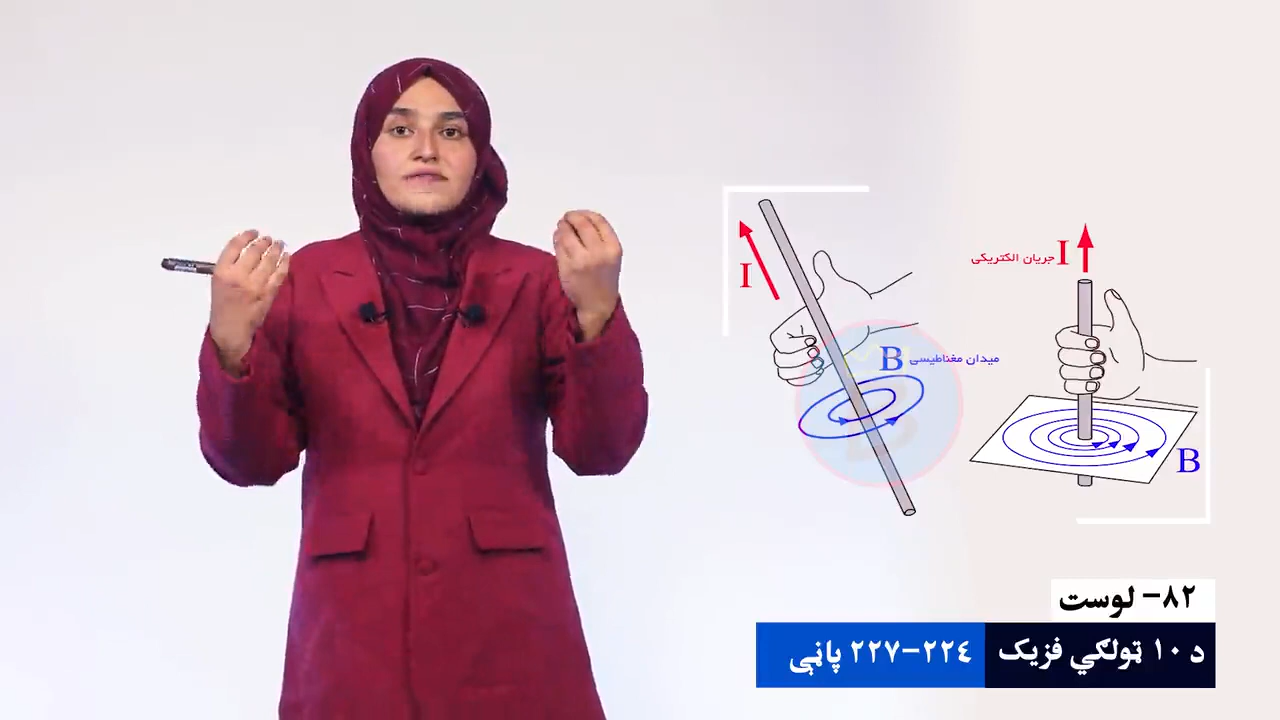 I
جریان الکتریکی I
B میدان مغناطیسی
B
۸۲- لوست
د ۱۰ ټولګي فزیک ۲۲۴-۲۲۷ پاڼې